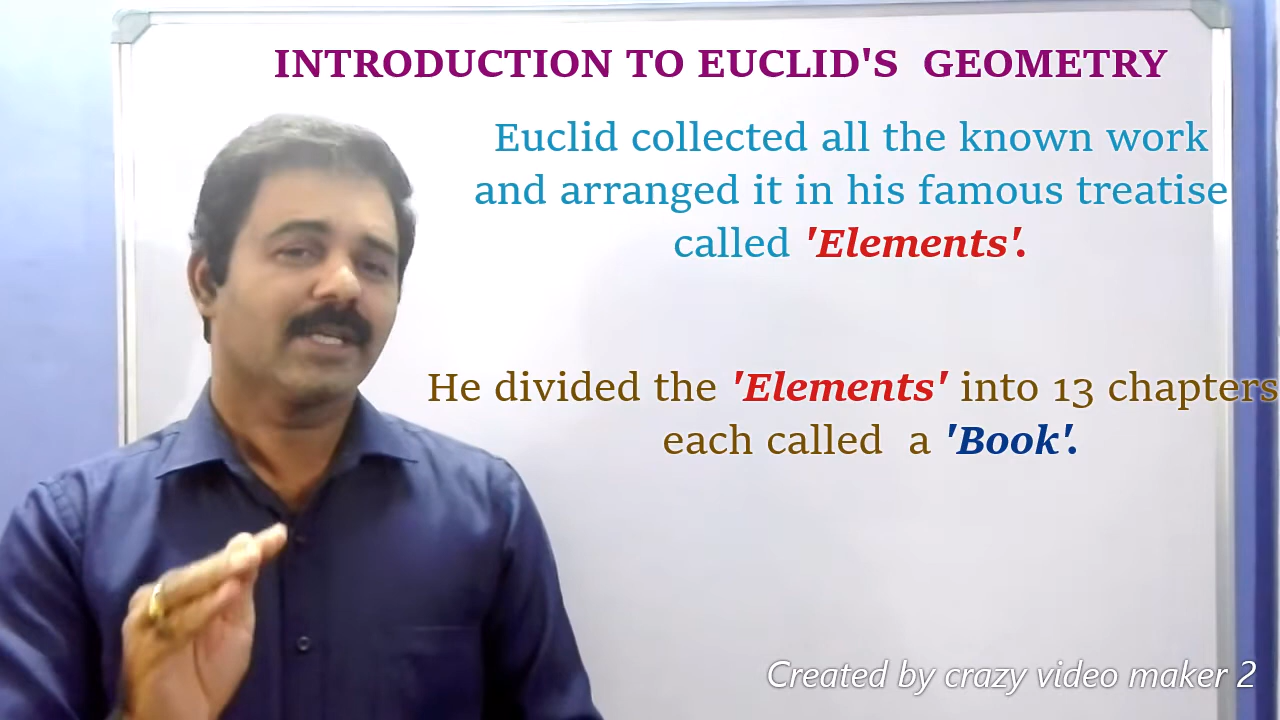 INTRODUCTION TO EUCLID'S GEOMETRY
Euclid collected all the known work
and arranged it in his famous treatise
called 'Elements'.
He divided the 'Elements' into 13 chapters
each called a 'Book'.
Created by crazy video maker 2